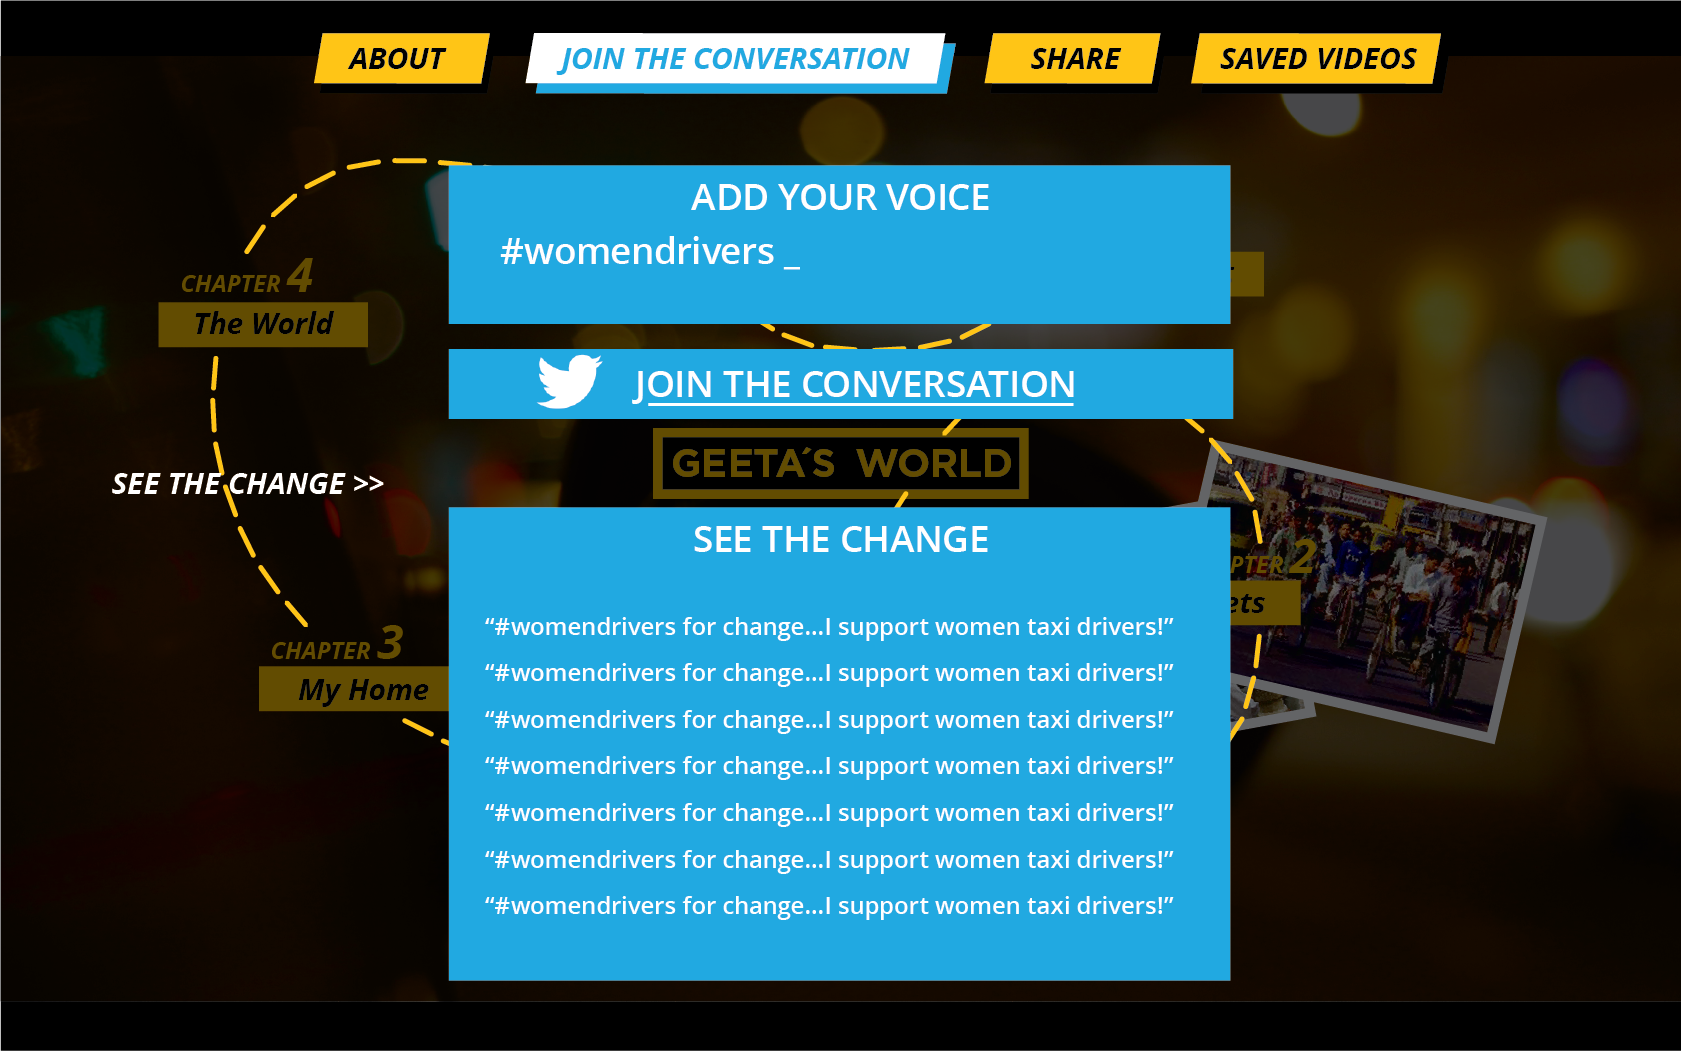 ABOUT
JOIN THE CONVERSATION
SHARE
SAVED VIDEOS
ADD YOUR VOICE
#womendrivers _
CHAPTER 4
The World
JOIN THE CONVERSATION
GEETA'S WORLD
SEE THE CHANGE >>
SEE THE CHANGE
CHAPTER 3
My Home
PTER 2
ets
“#womendrivers for change...I support women taxi drivers!”
“#womendrivers for change...I support women taxi drivers!”
“#womendrivers for change...I support women taxi drivers!”
“#womendrivers for change...I support women taxi drivers!”
“#womendrivers for change...I support women taxi drivers!”
“#womendrivers for change...I support women taxi drivers!”
“#womendrivers for change...I support women taxi drivers!”